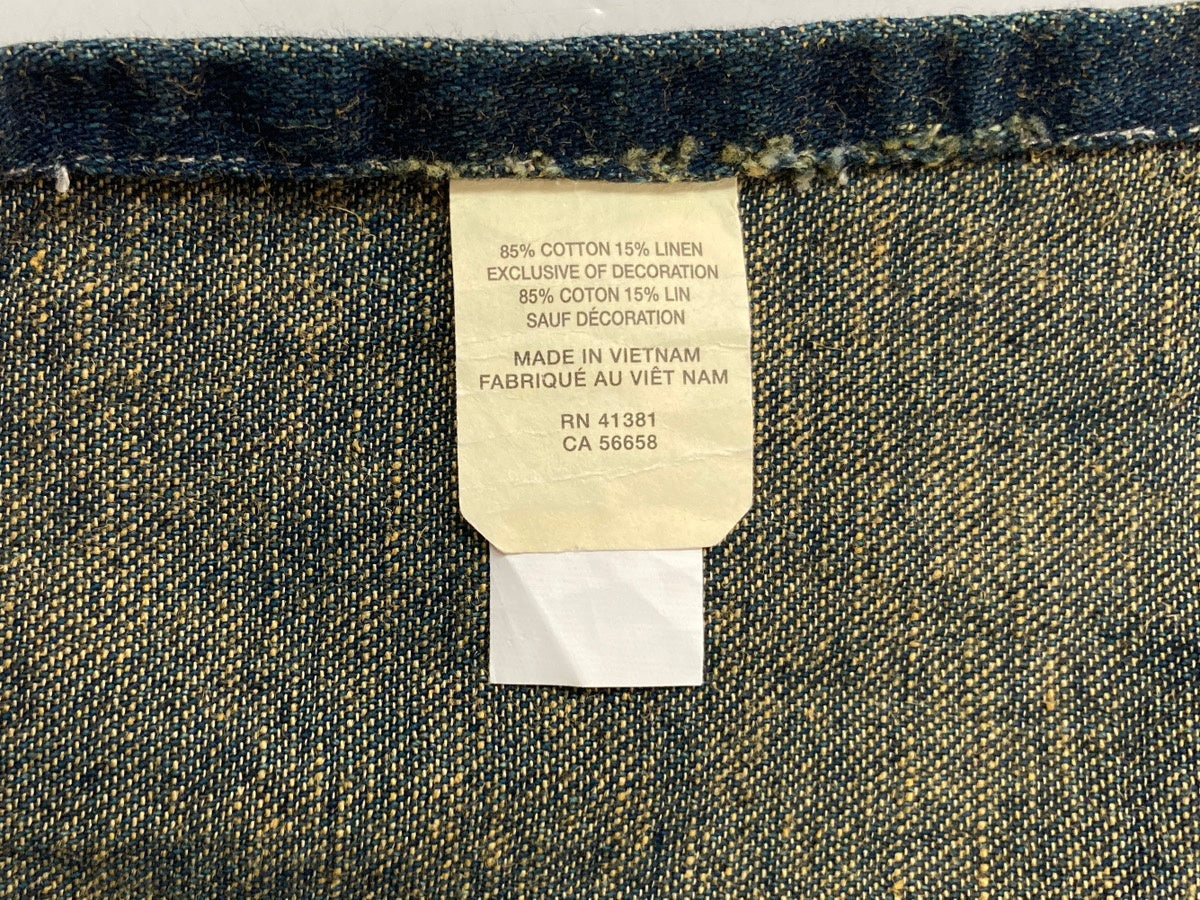 85% COTTON 15% LINEN
EXCLUSIVE OF DECORATION
85% COTON 15% LIN
SAUF DÉCORATION
MADE IN VIETNAM
FABRIQUÉ AU VIÊT NAM
RN 41381
CA 56658